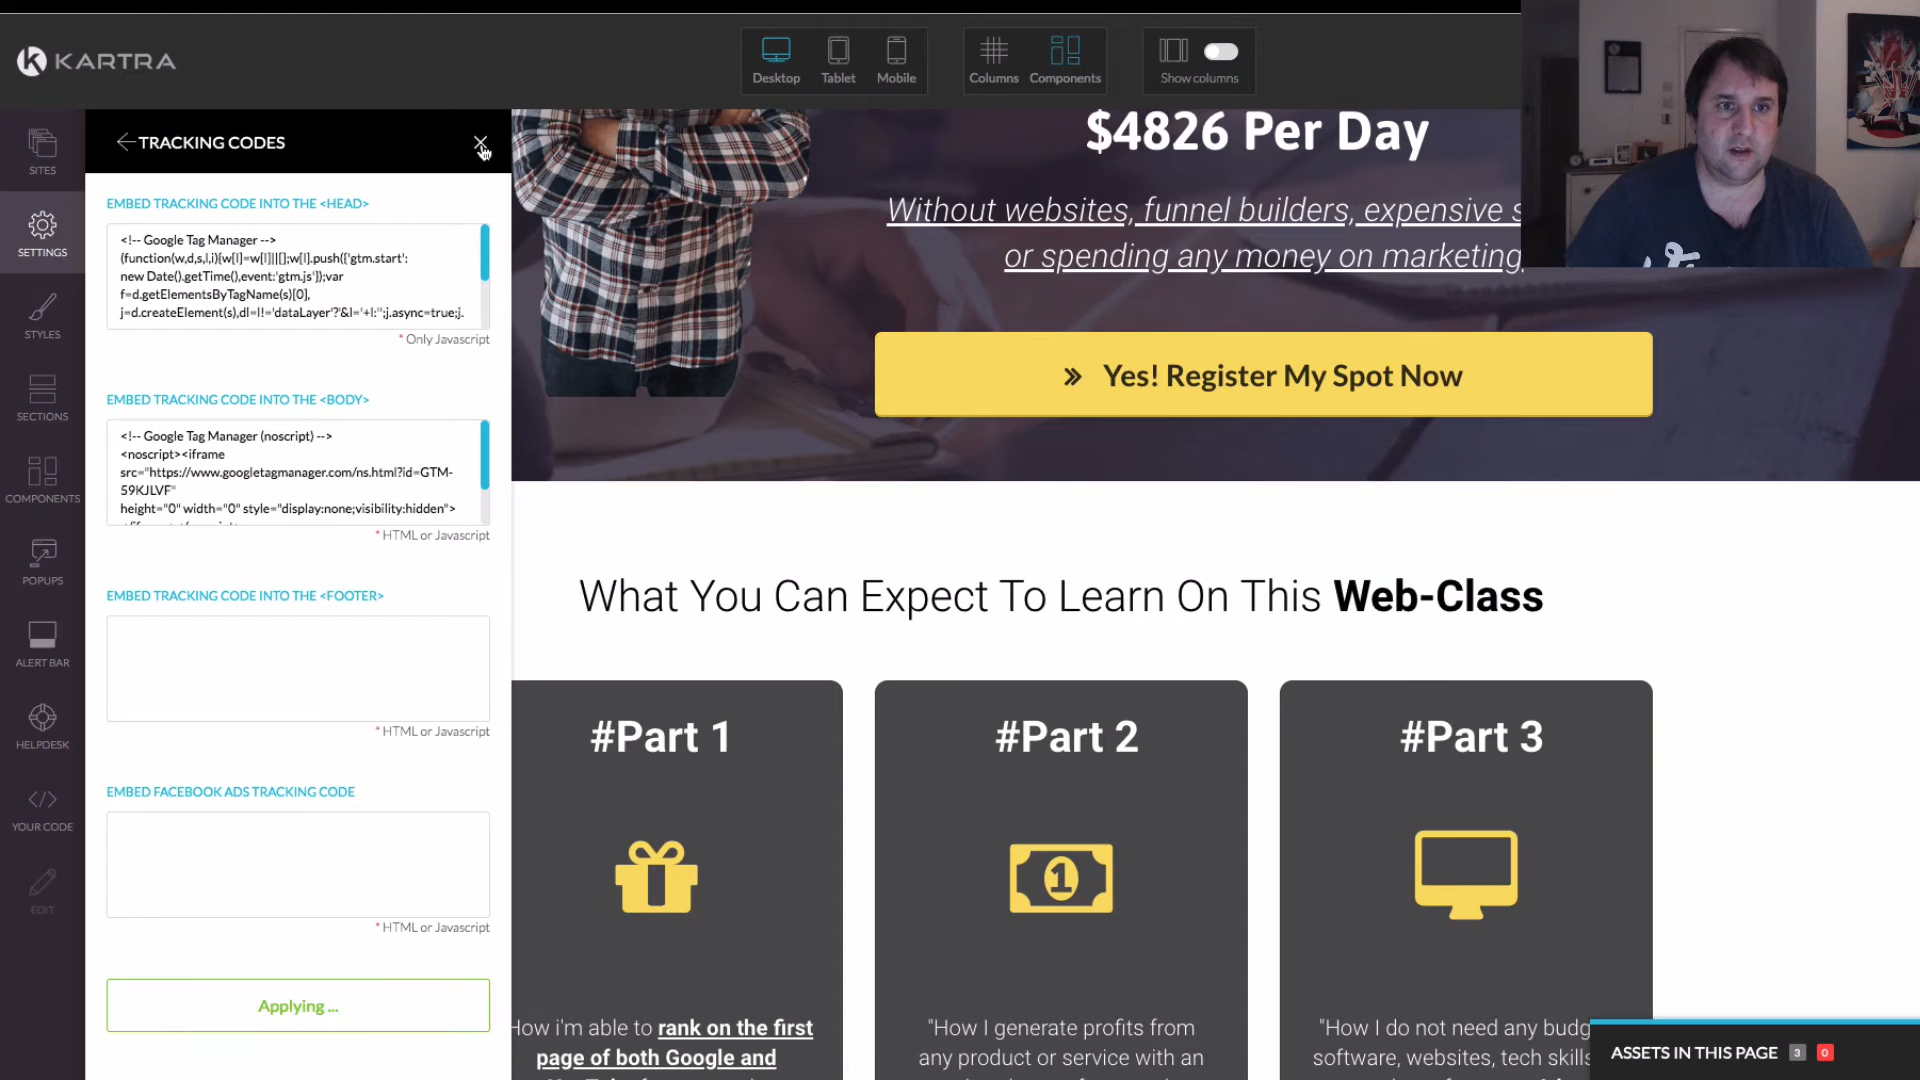 KARTRA
Desktop
Tablet
Mobile
Columns
Components
Show columns
SITES
SETTINGS
STYLES
SECTIONS
COMPONENTS
POPUPS
ALERT BAR
HELPDESK
YOUR CODE
EDIT
TRACKING CODES
EMBED TRACKING CODE INTO THE <HEAD>
<!-- Google Tag Manager -->
(function(w,d,s,l,i){w[l]=w[l]||[];w[l].push({'gtm.start':
new Date().getTime(),event:'gtm.js'});var
f=d.getElementsByTagName(s)[0],
j=d.createElement(s),dl=l!='dataLayer'?'&l='+l:'';j.async=true;j.
* Only Javascript
EMBED TRACKING CODE INTO THE <BODY>
<!-- Google Tag Manager (noscript) -->
<noscript><iframe
src="https://www.googletagmanager.com/ns.html?id=GTM-
59KJLVF"
height="0" width="0" style="display:none;visibility:hidden">
* HTML or Javascript
EMBED TRACKING CODE INTO THE <FOOTER>
* HTML or Javascript
EMBED FACEBOOK ADS TRACKING CODE
* HTML or Javascript
Applying ...
$4826 Per Day
Without websites, funnel builders, expensive s
or spending any money on marketing
» Yes! Register My Spot Now
What You Can Expect To Learn On This Web-Class
#Part 1
How i'm able to rank on the first
page of both Google and
#Part 2
"How I generate profits from
any product or service with an
#Part 3
"How I do not need any budg
software, websites, tech skills
ASSETS IN THIS PAGE 3 0